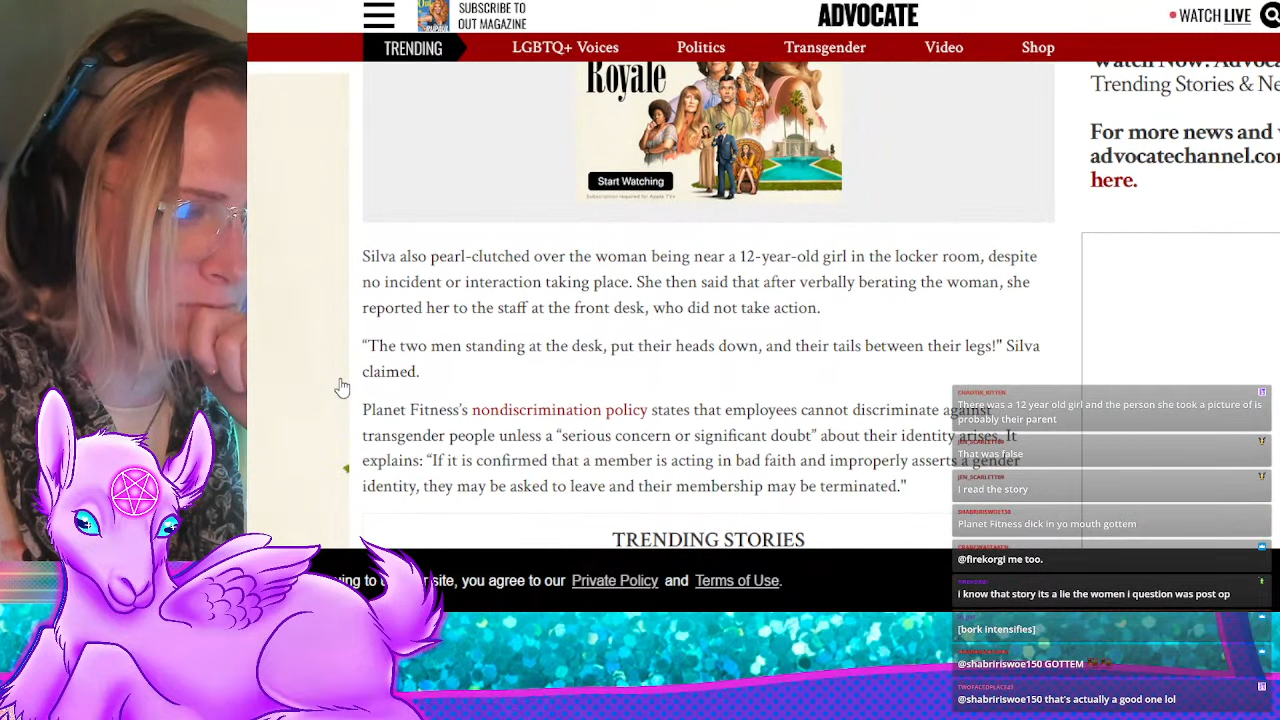 SUBSCRIBE TO
OUT MAGAZINE
ADVOCATE
WATCH LIVE
TRENDING
LGBTQ+ Voices
Politics
Transgender
Video
Shop
Royale
Start Watching
Trending Stories & Ne
For more news and
advocatechannel.co
here.
Silva also pearl-clutched over the woman being near a 12-year-old girl in the locker room, despite
no incident or interaction taking place. She then said that after verbally berating the woman, she
reported her to the staff at the front desk, who did not take action.
“The two men standing at the desk, put their heads down, and their tails between their legs!" Silva
claimed.
Planet Fitness’s nondiscrimination policy states that employees cannot discriminate against
transgender people unless a “serious concern or significant doubt” about their identity arises. It
explains: “If it is confirmed that a member is acting in bad faith and improperly asserts a gender
identity, they may be asked to leave and their membership may be terminated."
TRENDING STORIES
site, you agree to our Private Policy and Terms of Use.
CHAOTIK_KITTEN
There was a 12 year old girl and the person she took a picture of is
probably their parent
JEN_SCARLETT89
That was false
JEN_SCARLETT89
I read the story
SHABRIRISWOE150
Planet Fitness dick in yo mouth gottem
@firekorgi me too.
i know that story its a lie the women i question was post op
[bork intensifies]
@shabririswoe150 GOTTEM
@shabririswoe150 that's actually a good one lol